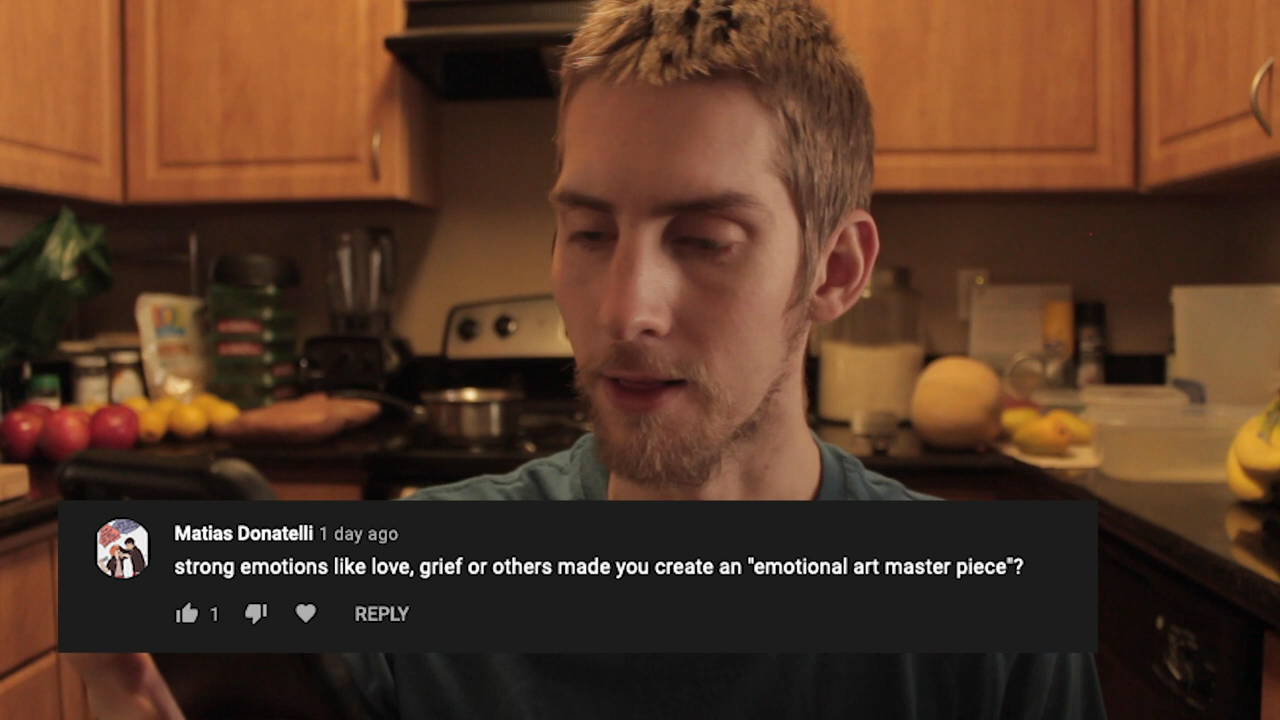 Matias Donatelli 1 day ago
strong emotions like love, grief or others made you create an "emotional art master piece"?
1 REPLY